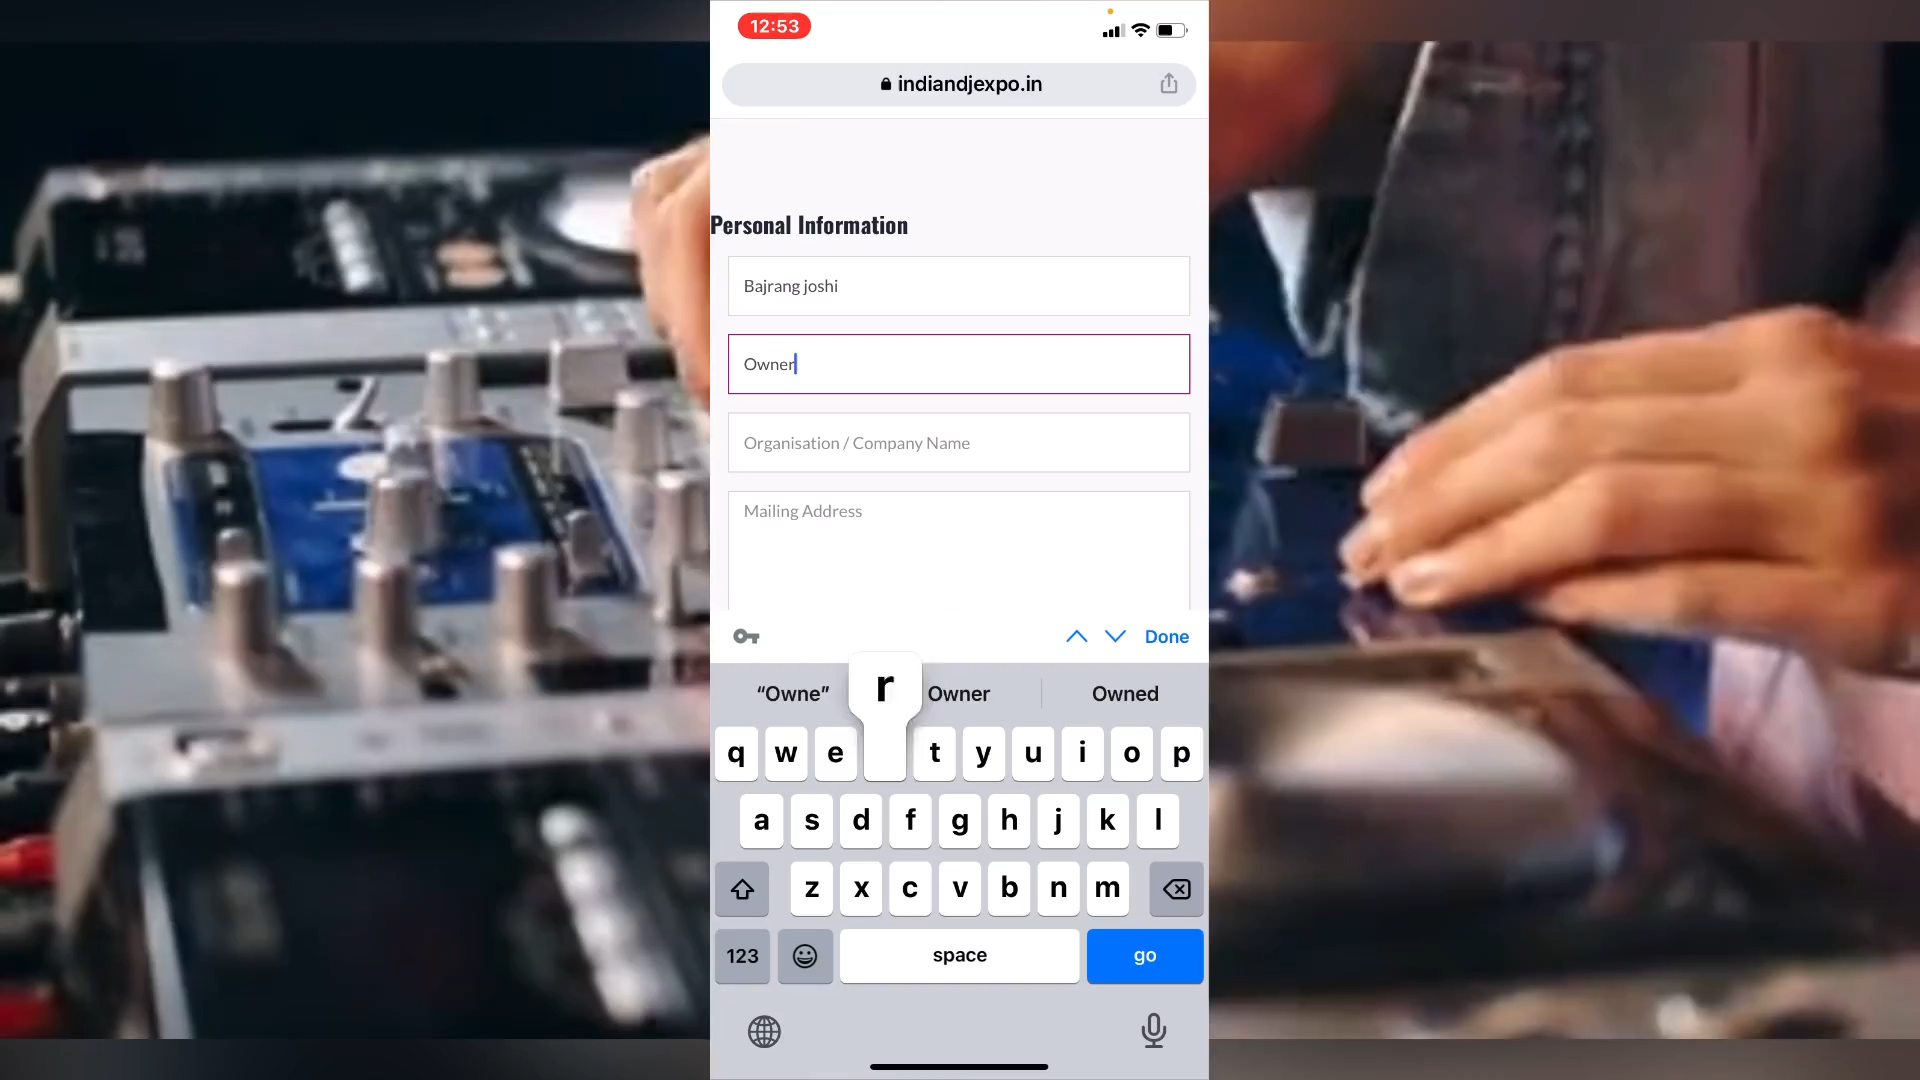 12:53
indiandjexpo.in
Personal Information
Bajrang joshi
Owner
Organisation / Company Name
Mailing Address
Done
“Owne” r Owner Owned
q w e t y u i o p
a s d f g h j k l
z x c v b n m
123 space go